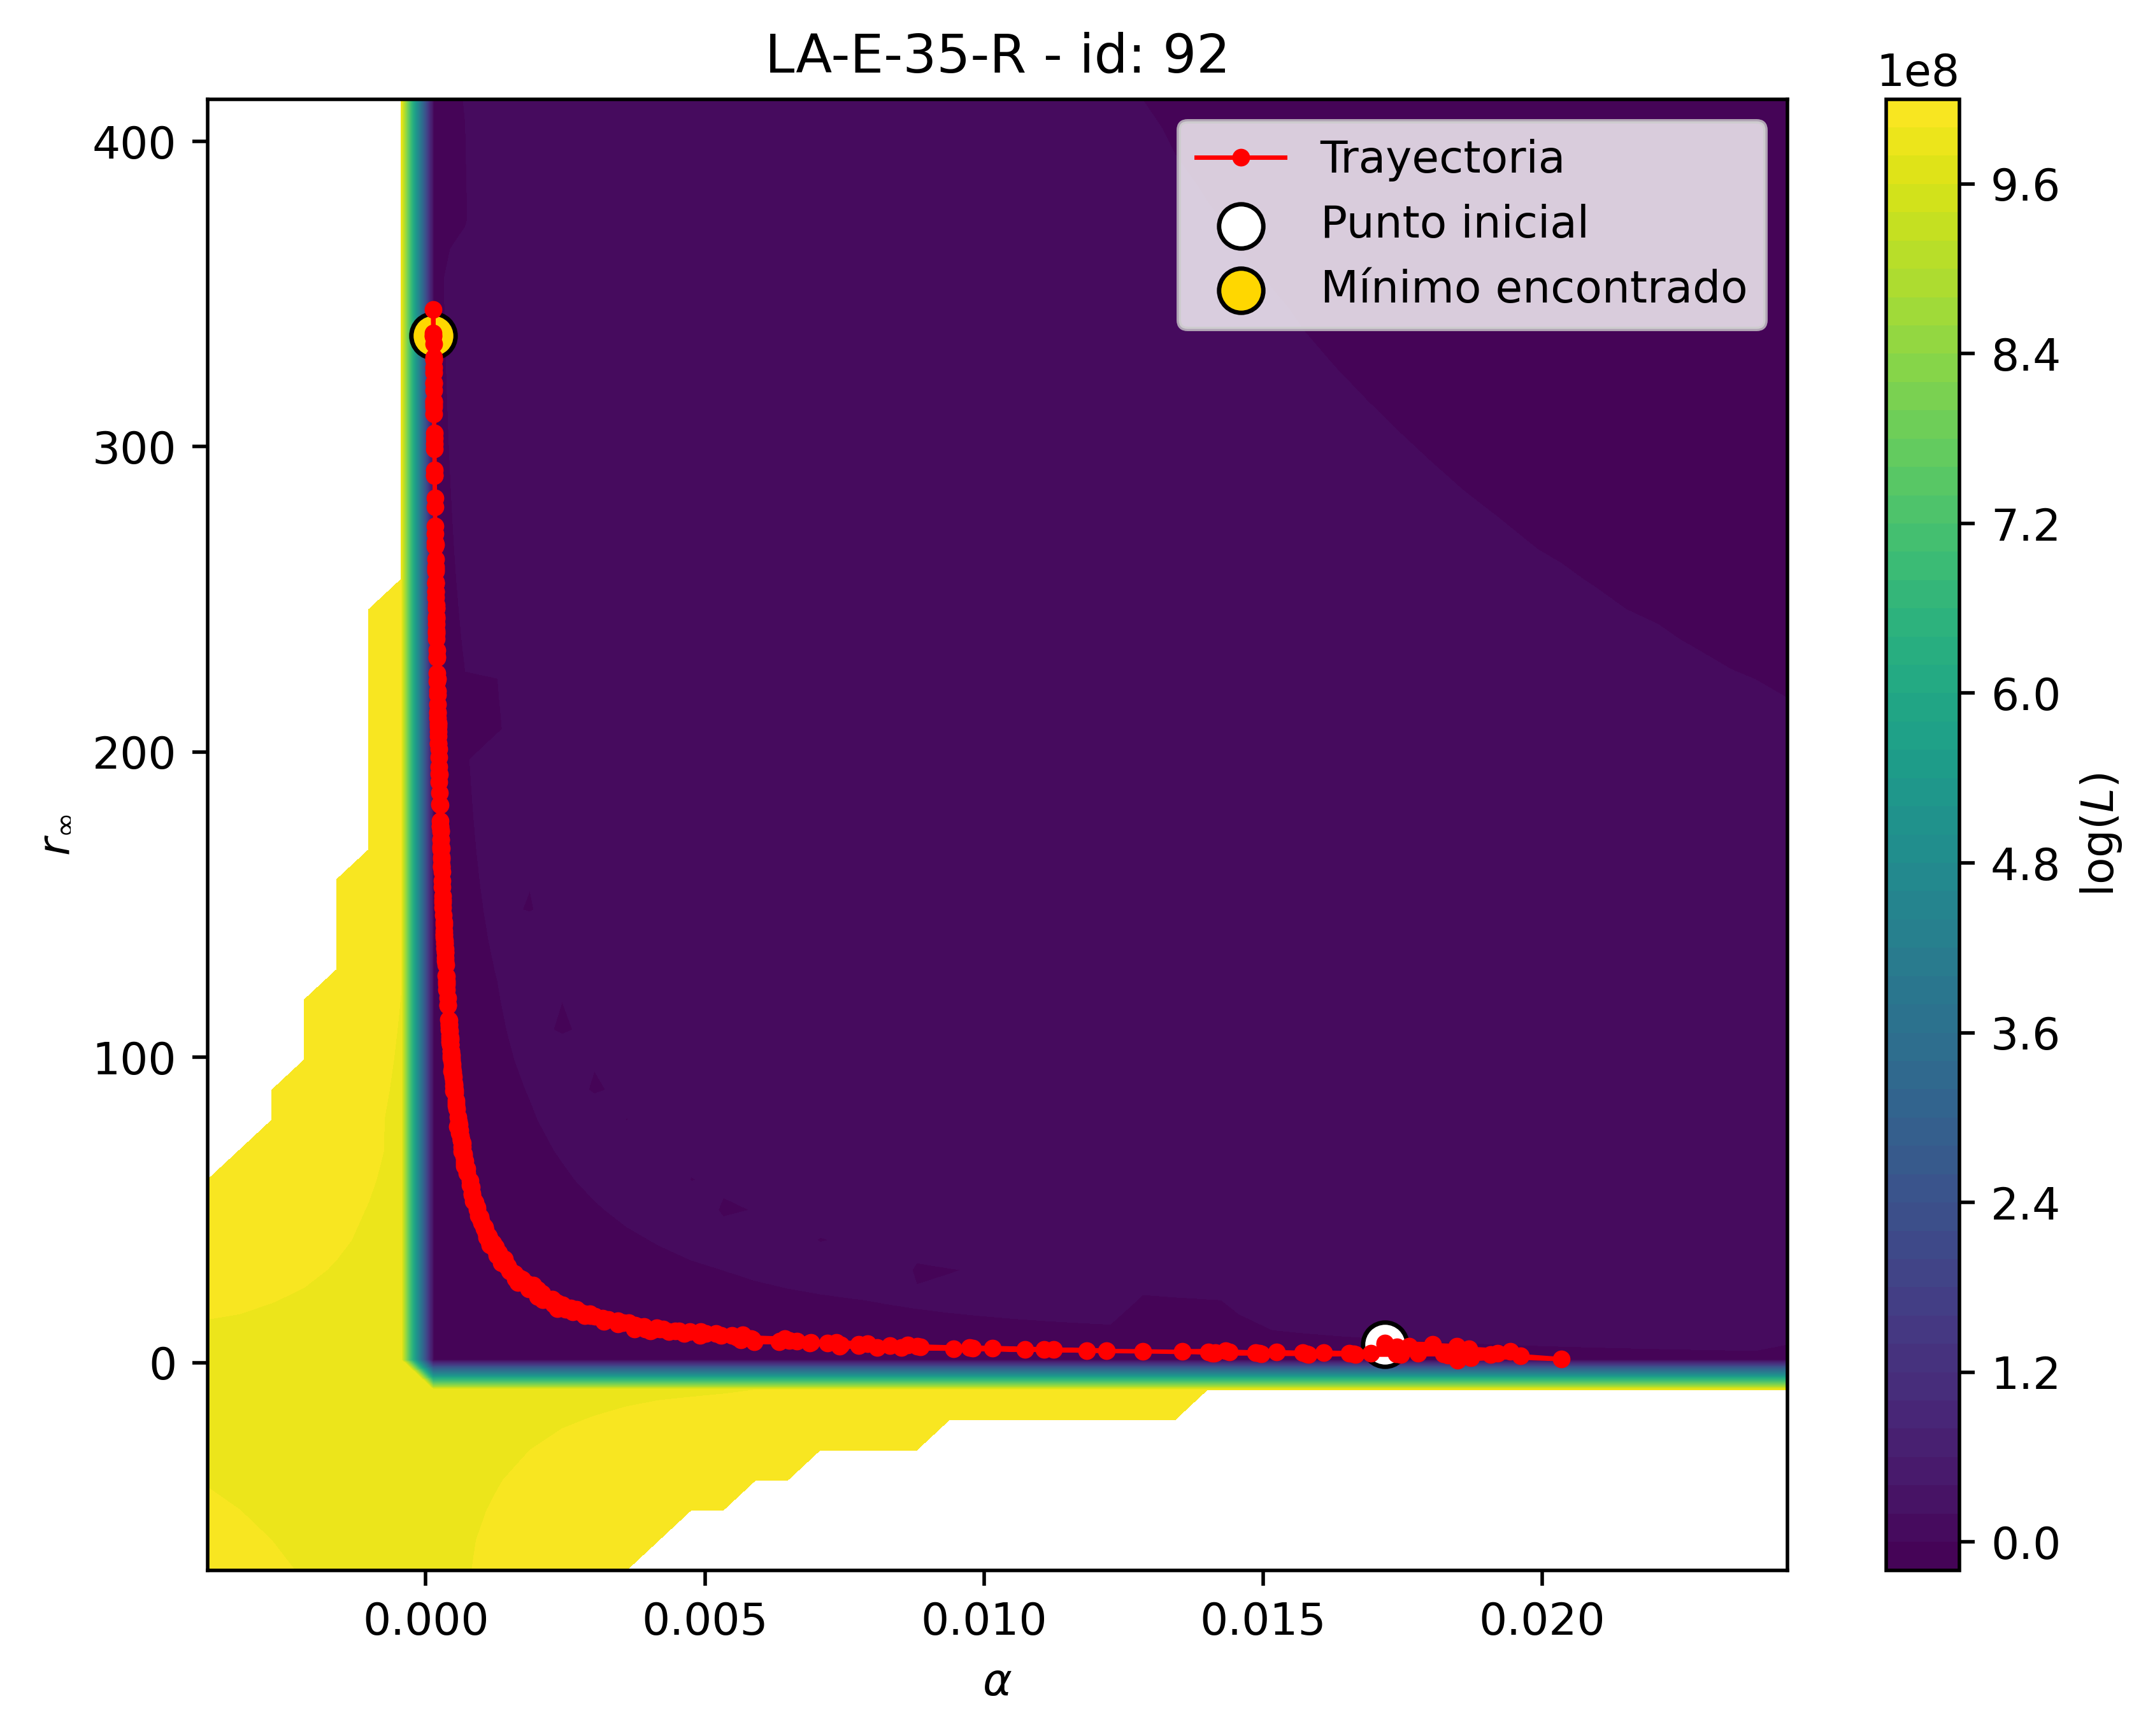 LA-E-35-R - id: 92
1e8
Trayectoria
Punto inicial
Mínimo encontrado
400
300
200
100
0
r∞
0.000
0.005
0.010
0.015
0.020
α
9.6
8.4
7.2
6.0
4.8
3.6
2.4
1.2
0.0
log(L)